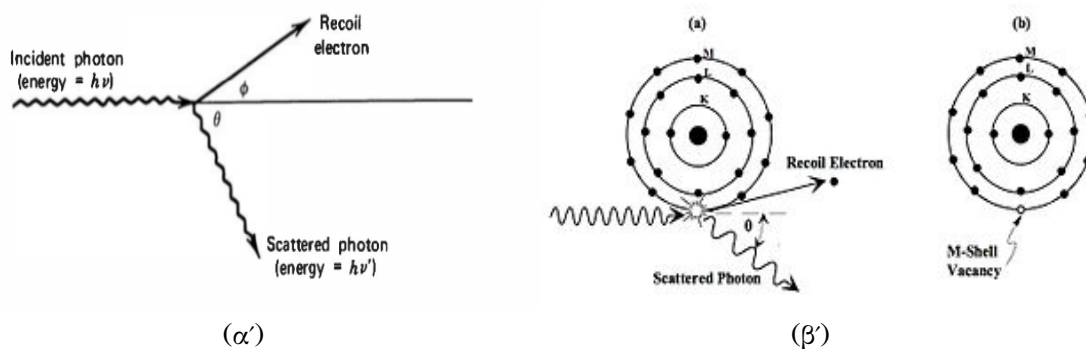 Recoil
electron
Incident photon
(energy = hν)
ϕ
θ
Scattered photon
(energy = hν')
(α′)
(a)
M
L
K
Recoil Electron
θ
Scattered Photon
(b)
M
L
K
M-Shell
Vacancy
(β′)